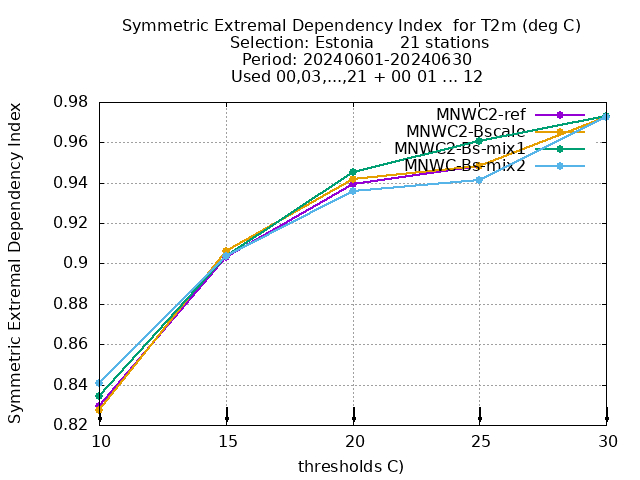 Symmetric Extremal Dependency Index for T2m (deg C)
Selection: Estonia 21 stations
Period: 20240601-20240630
Used 00,03,...,21 + 00 01 ... 12
Symmetric Extremal Dependency Index
0.98
0.96
0.94
0.92
0.9
0.88
0.86
0.84
0.82
MNWC2-ref
MNWC2-Bscale
MNWC2-Bs-mix1
MNWC-Bs-mix2
10 15 20 25 30
thresholds C)